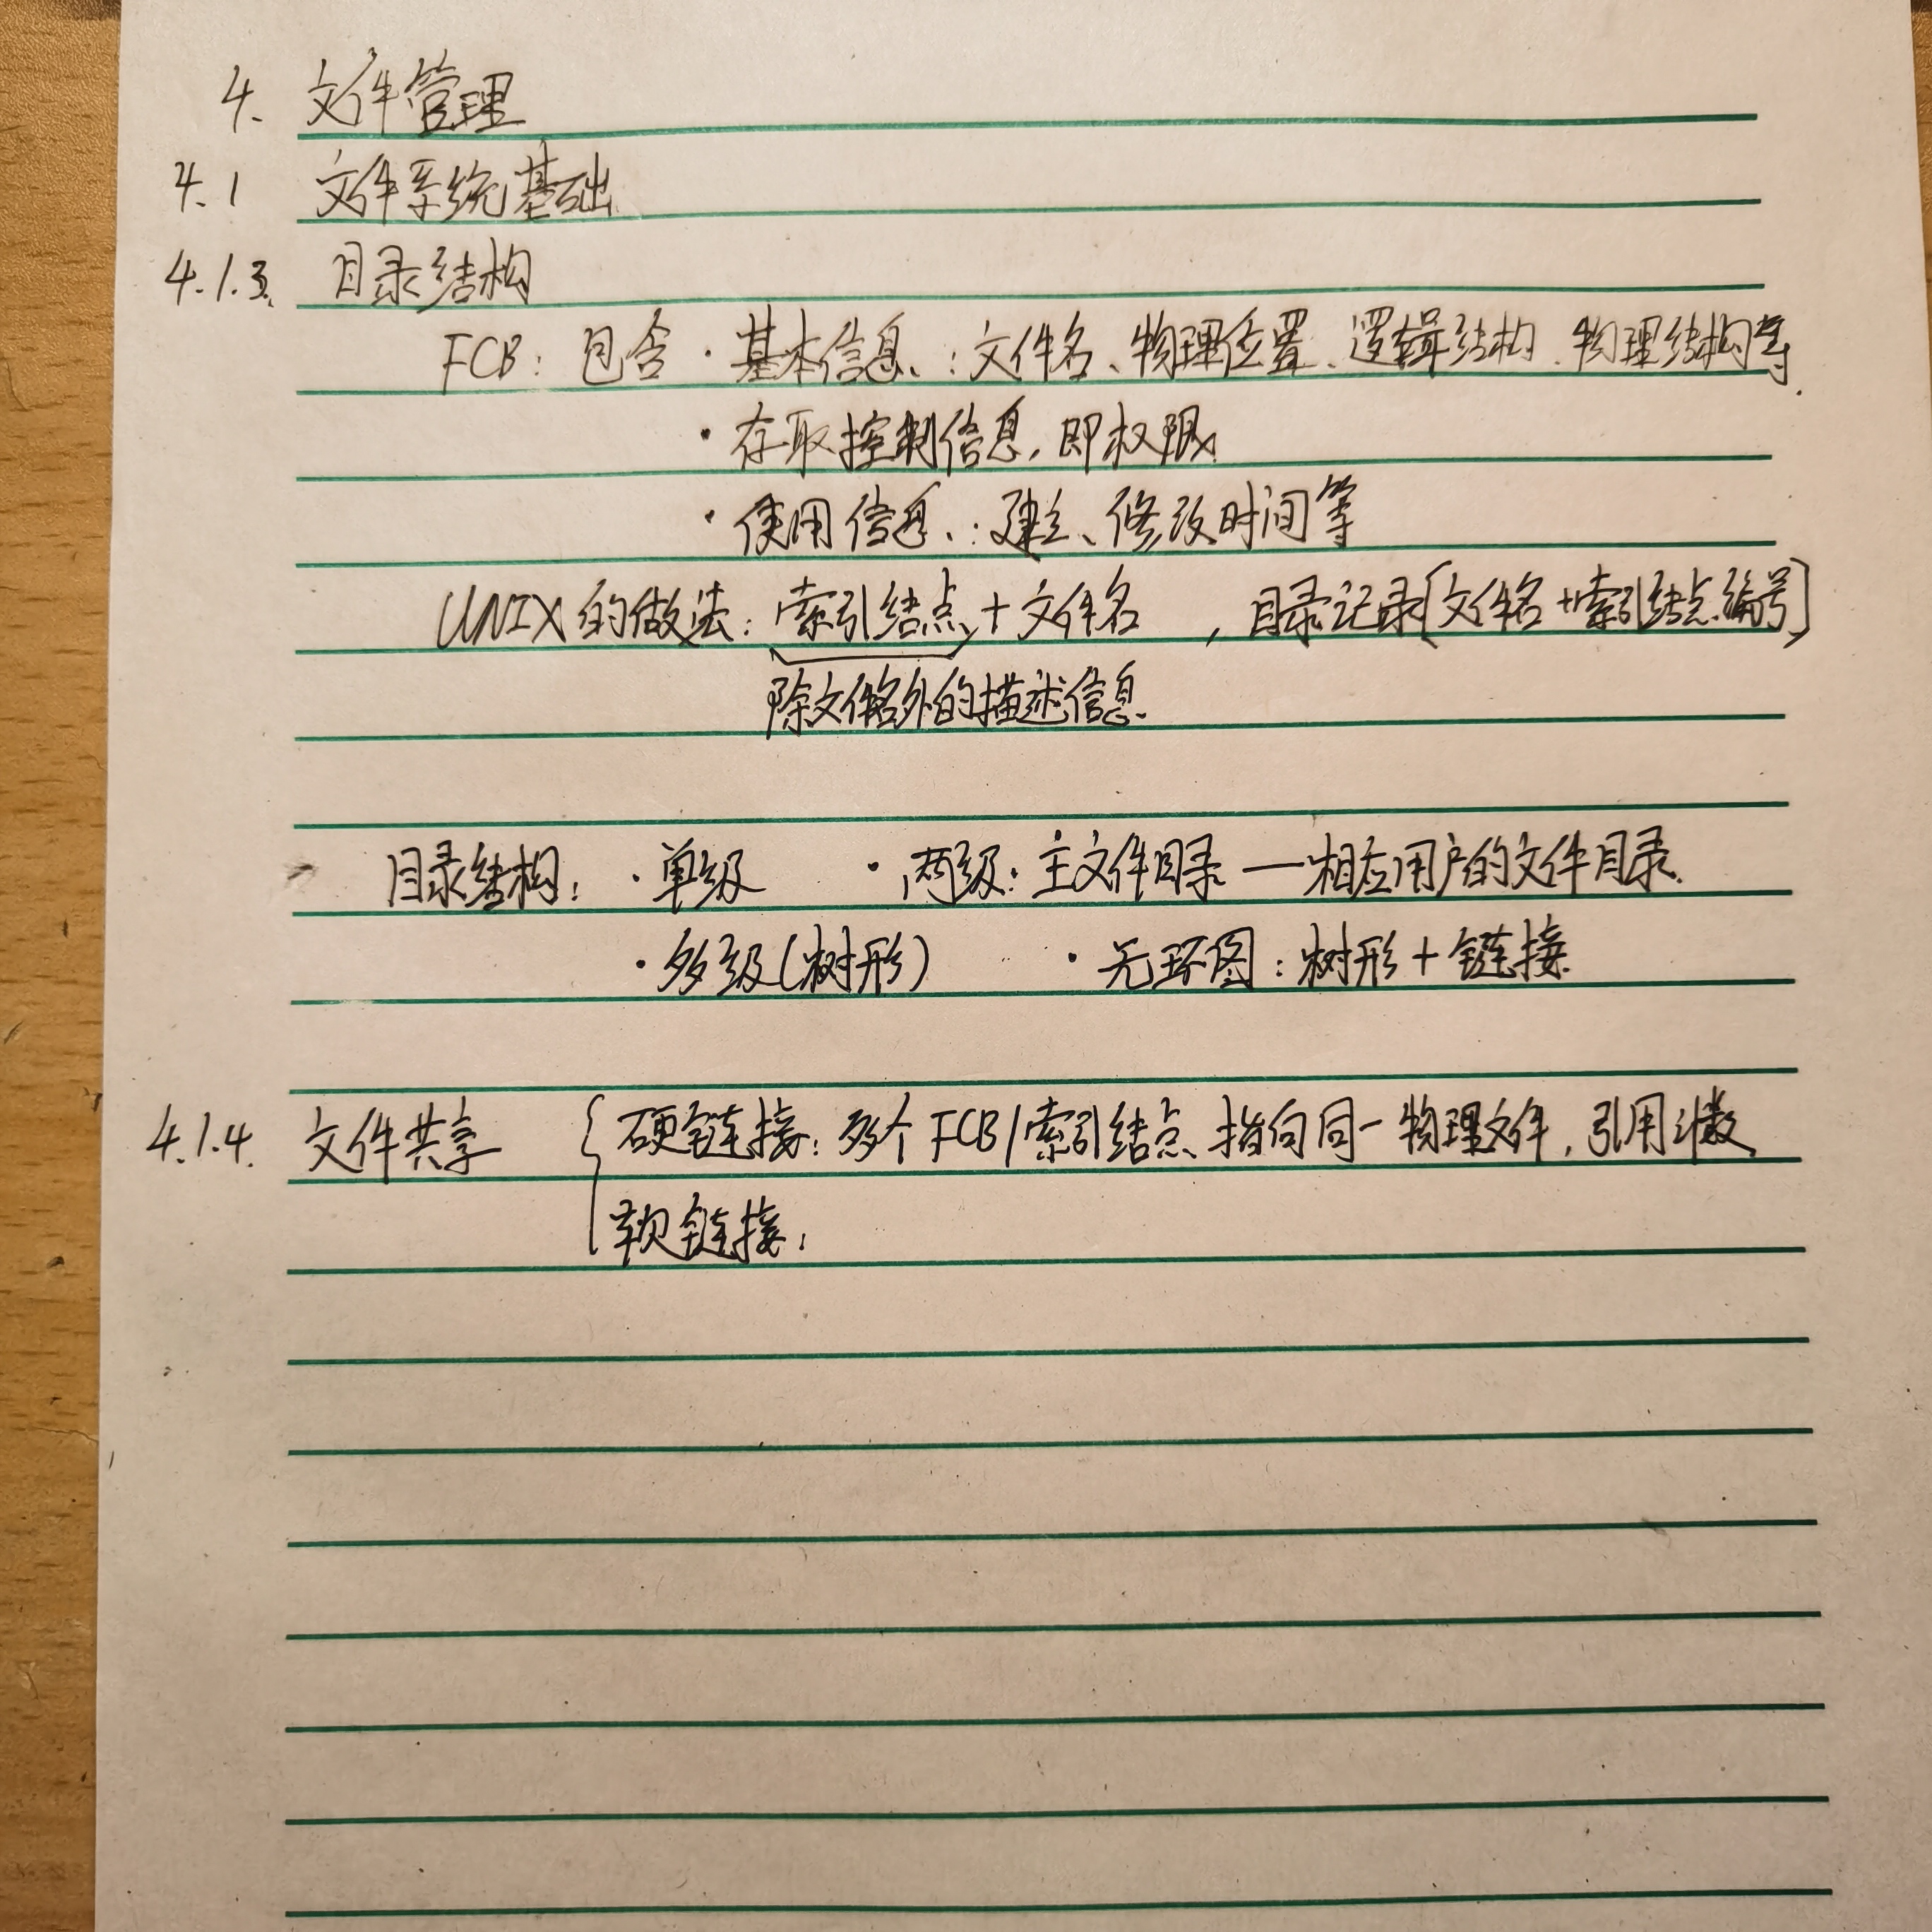 4. 文件管理
4.1 文件系统基础
4.1.3. 目录结构
FCB: 包含 · 基本信息: 文件名、物理位置、逻辑结构、物理结构等.
· 存取控制信息, 即权限
· 使用信息: 建立、修改时间等
UNIX的做法: 索引结点 + 文件名 , 目录记录[文件名+索引结点编号]
除文件名外的描述信息
目录结构: · 单级 · 两级: 主文件目录 — 相应用户的文件目录.
· 多级(树形) · 无环图: 树形 + 链接
4.1.4. 文件共享 { 硬链接: 多个FCB/索引结点 指向同一物理文件, 引用计数
软链接: